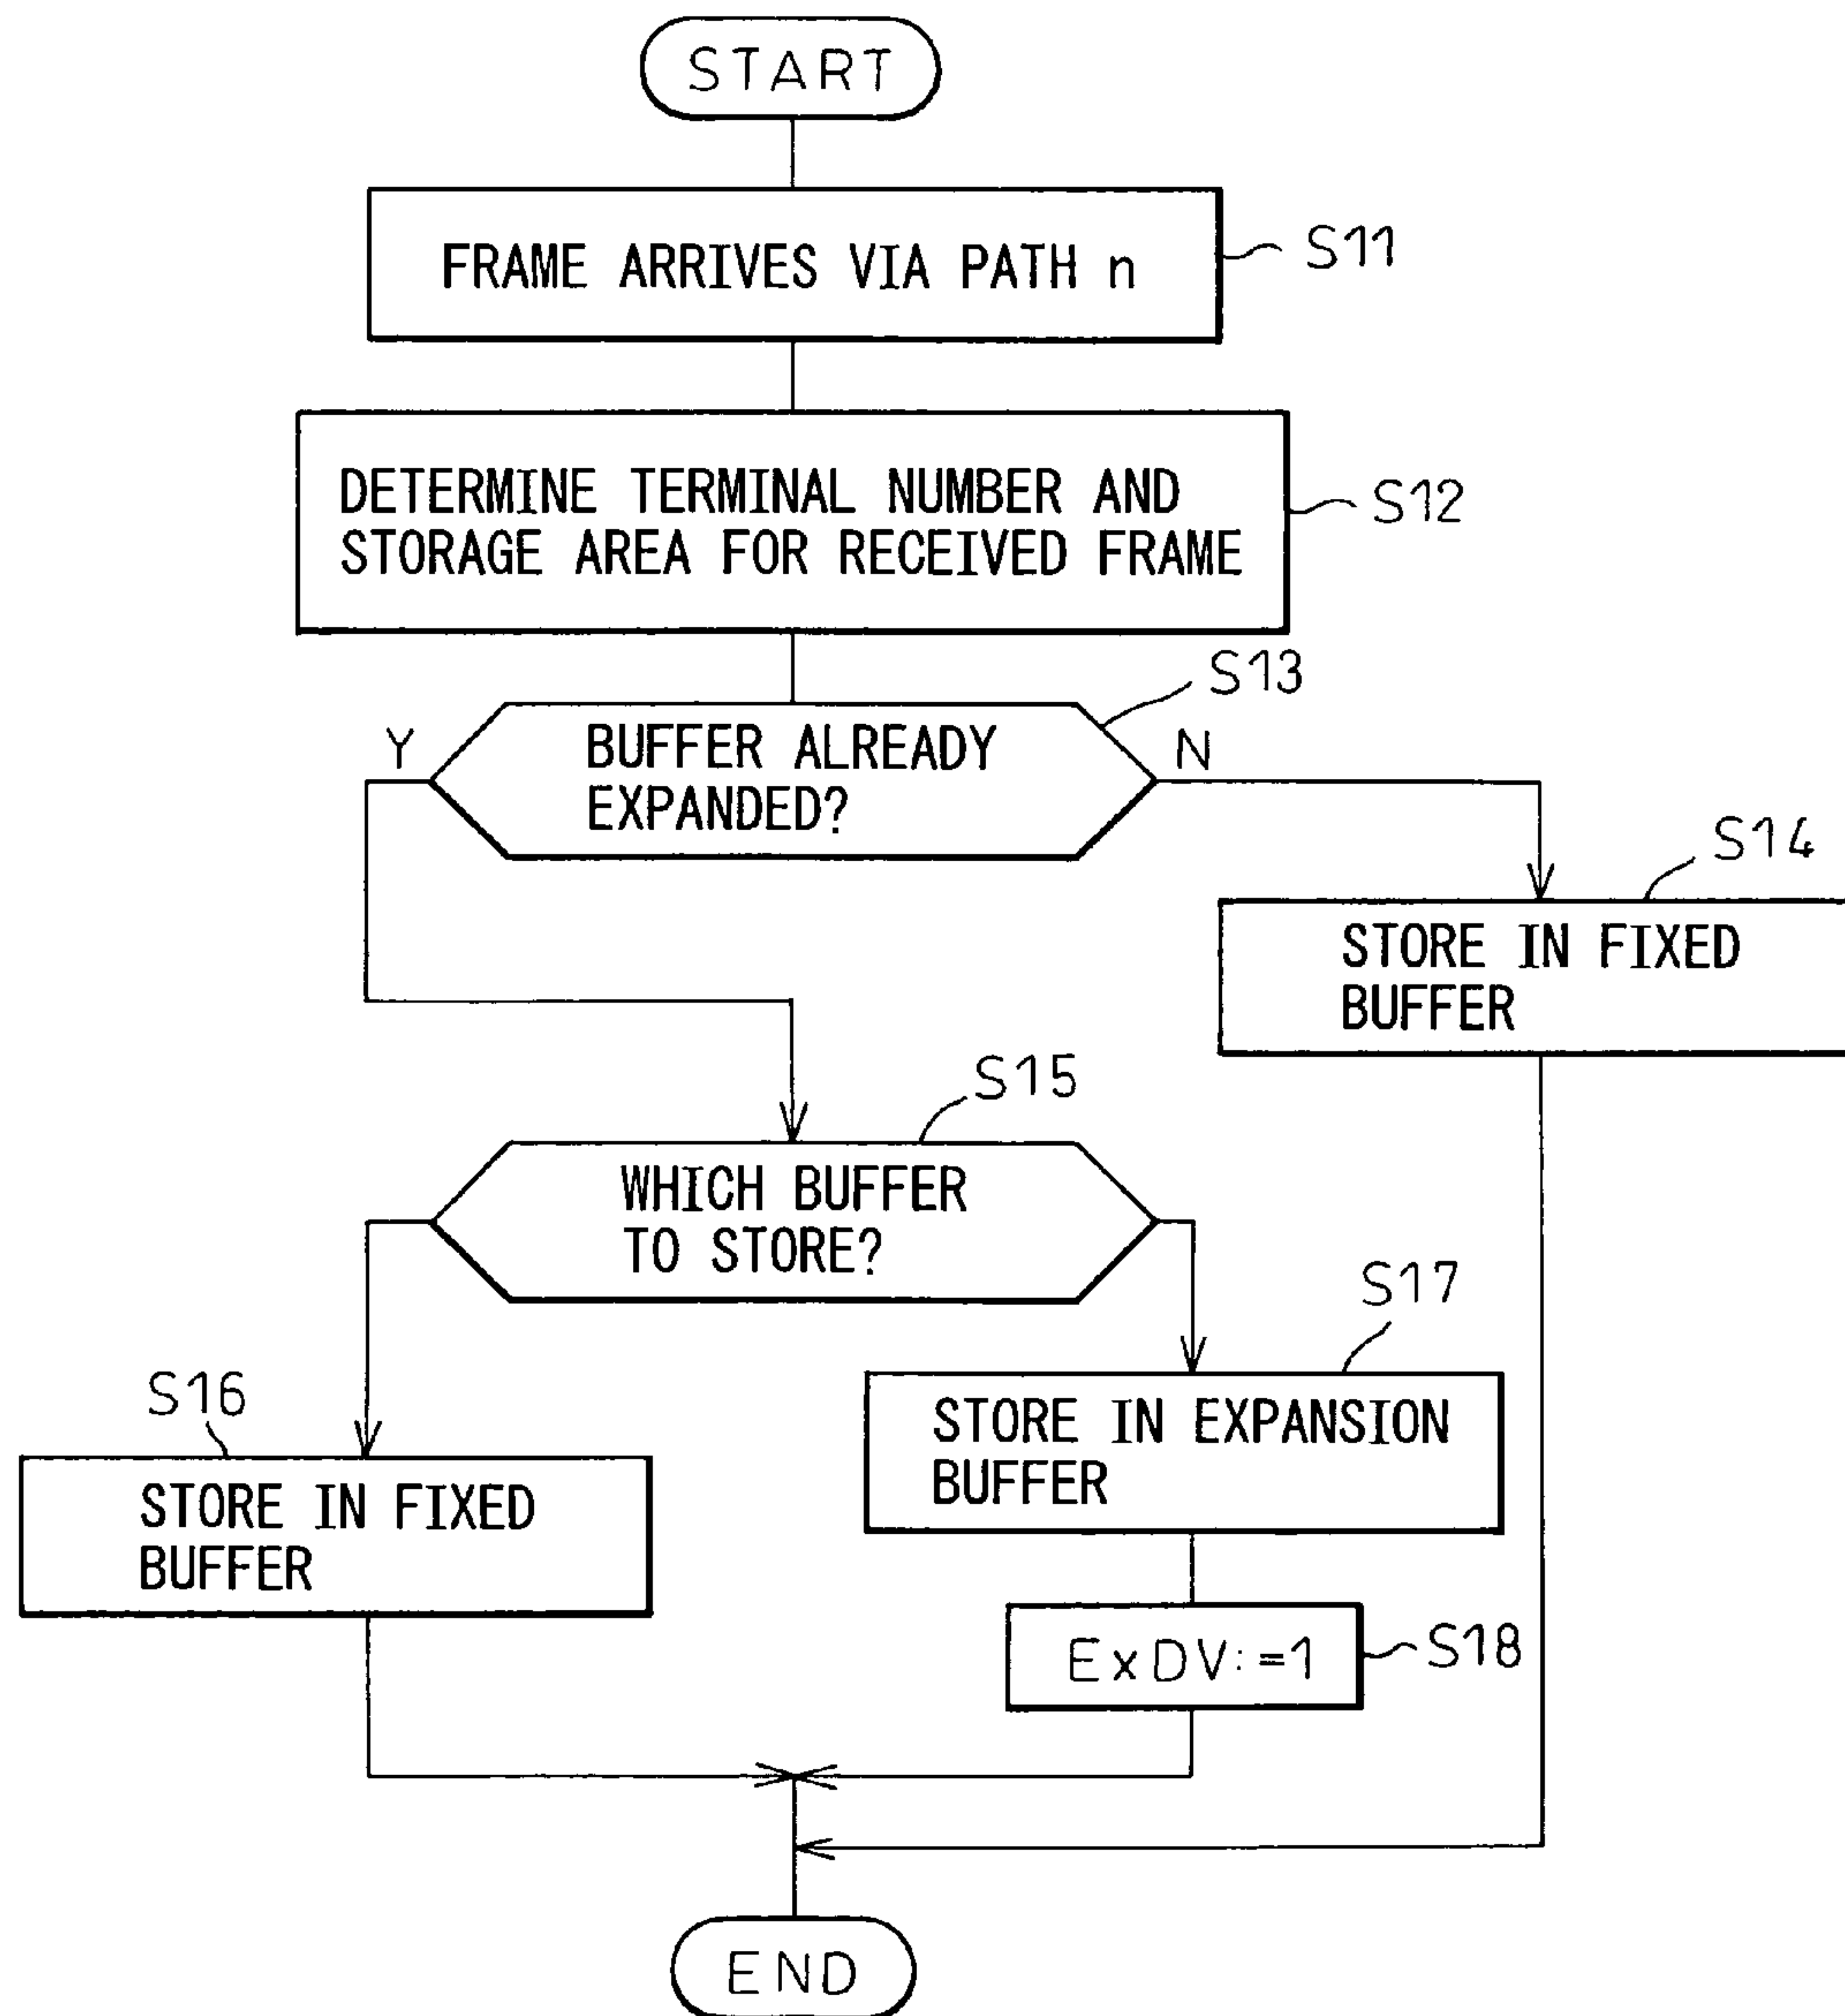 START
FRAME ARRIVES VIA PATH n
S11
DETERMINE TERMINAL NUMBER AND
STORAGE AREA FOR RECEIVED FRAME
S12
S13
Y
BUFFER ALREADY
EXPANDED?
N
S14
STORE IN FIXED
BUFFER
S15
WHICH BUFFER
TO STORE?
S17
STORE IN EXPANSION
BUFFER
S16
STORE IN FIXED
BUFFER
ExDV:=1
S18
END